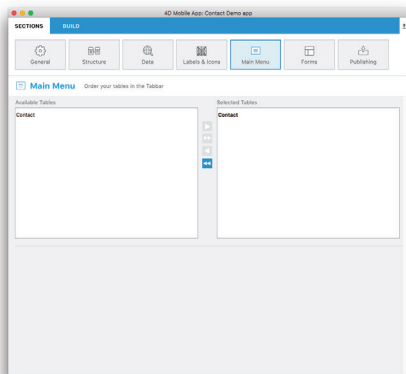 4D Mobile App: Contact Demo app
SECTIONS BUILD
General Structure Data Labels & Icons Main Menu Forms Publishing
Main Menu Order your tables in the Tabbar
Available Tables Selected Tables
Contact Contact